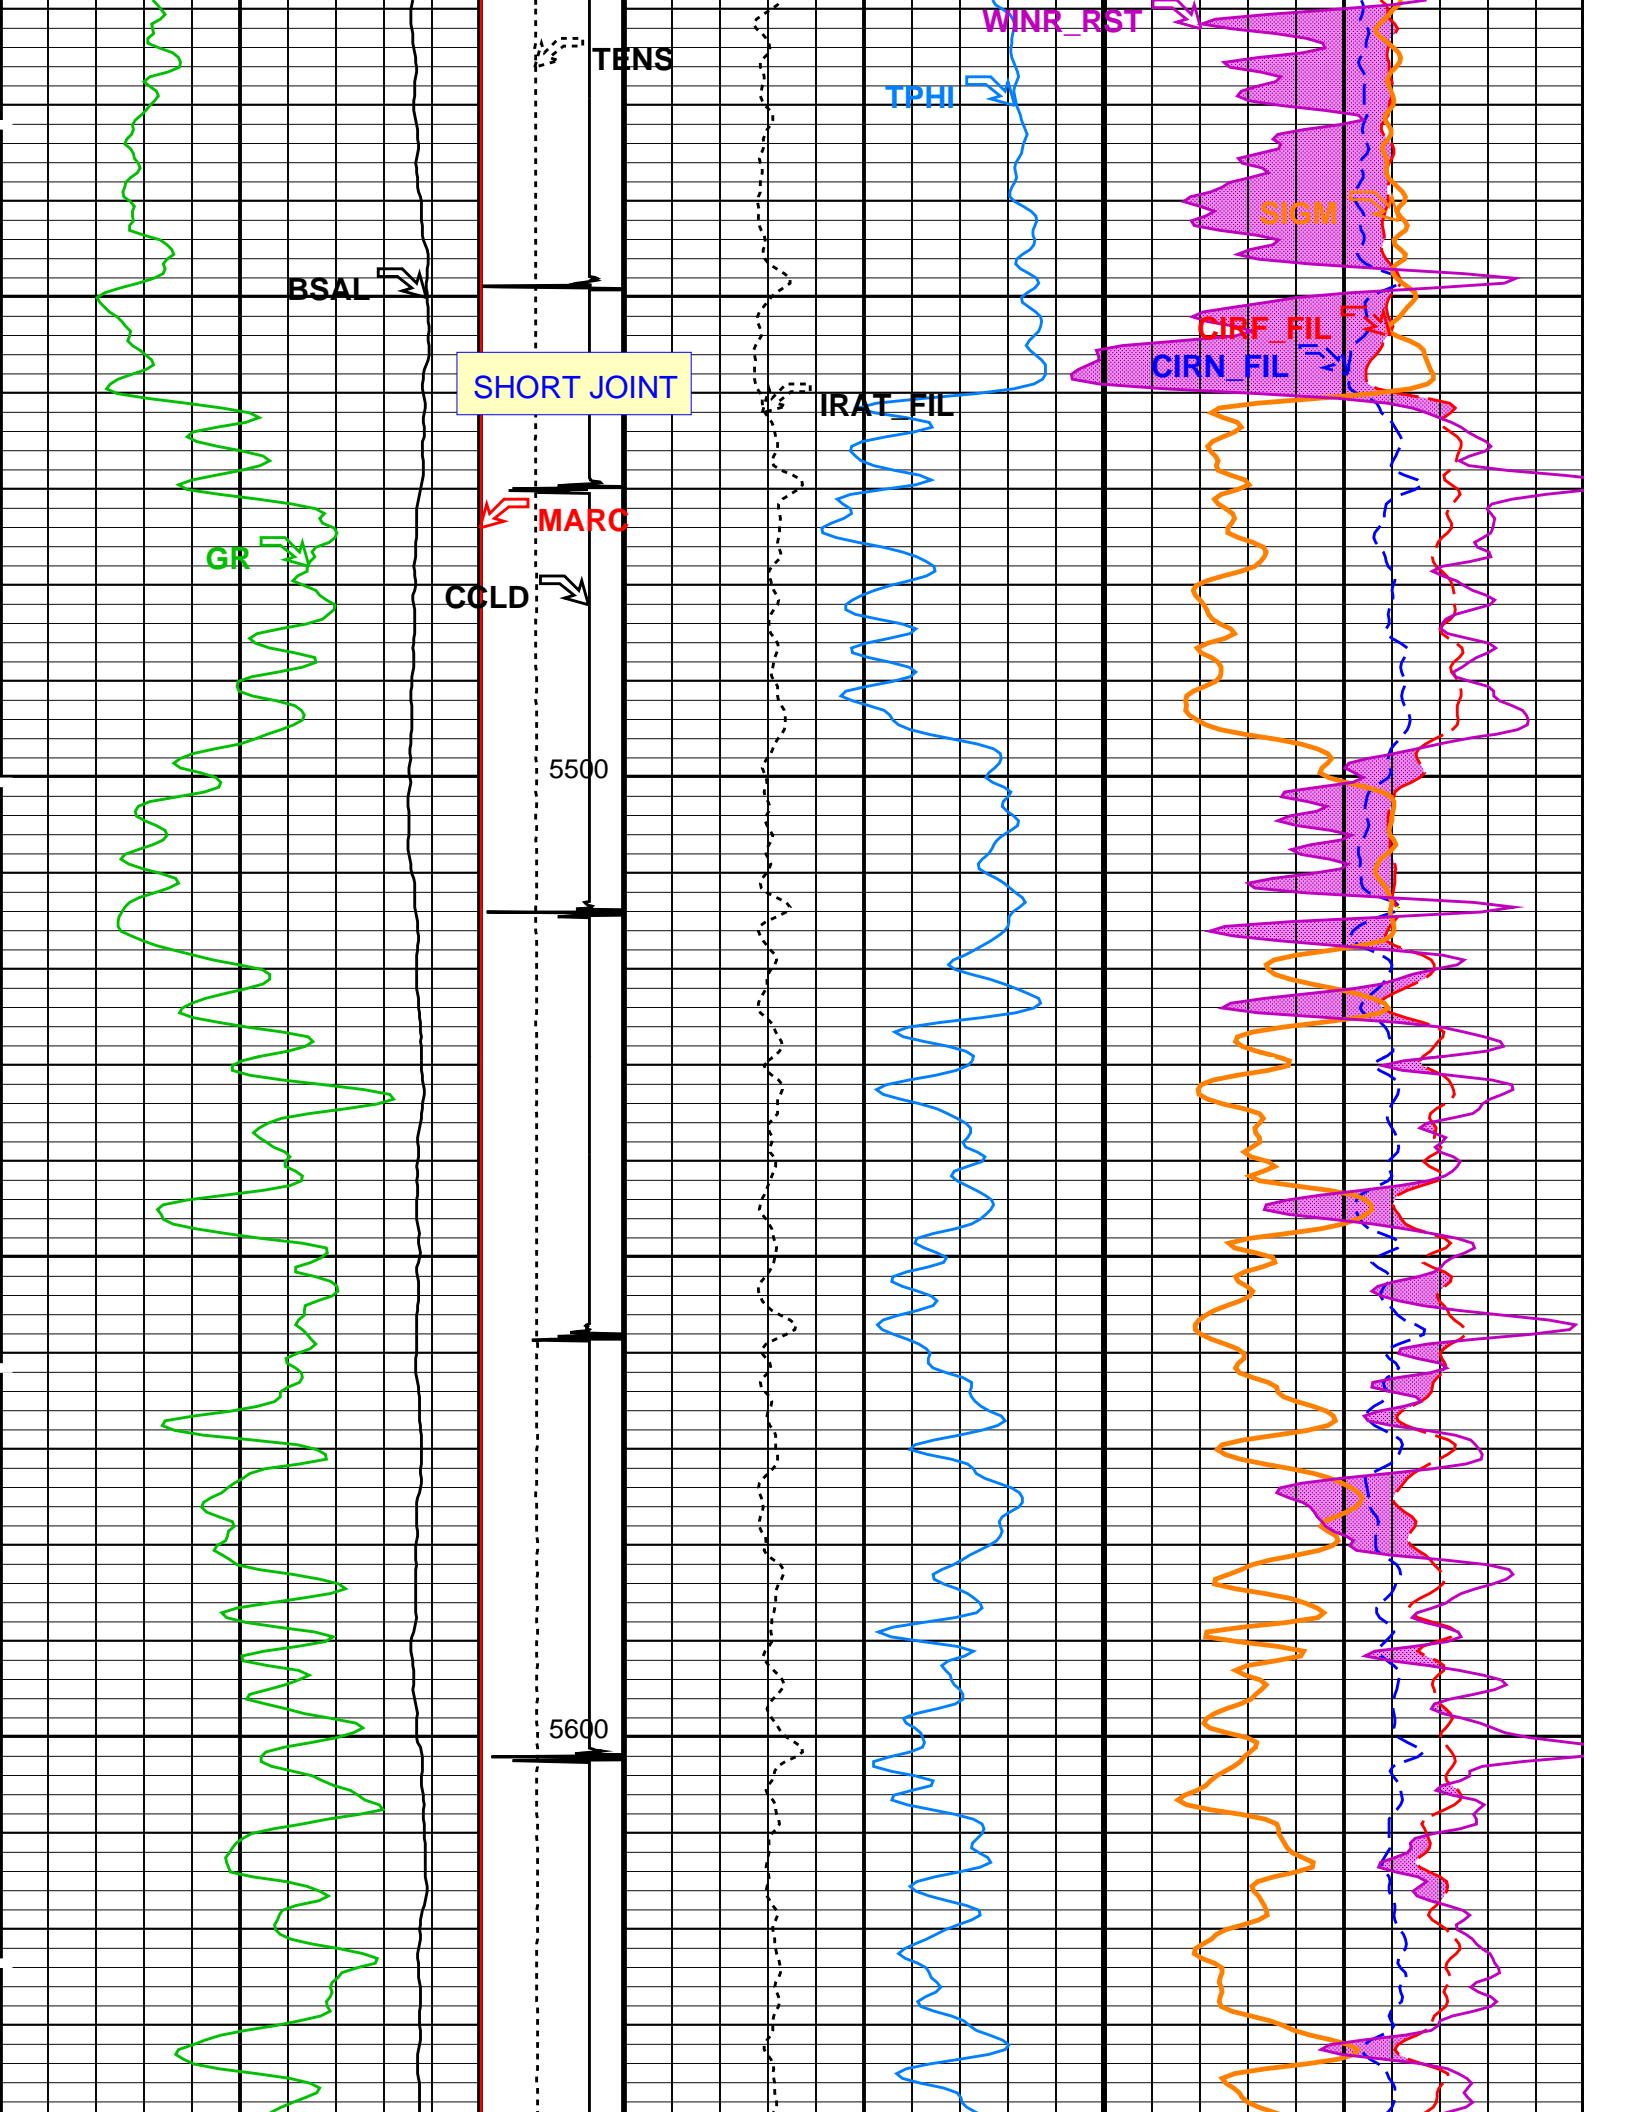 WINR_RST
TENS
TPHI
SIGM
BSAL
CIRF_FIL
CIRN_FIL
SHORT JOINT
IRAT_FIL
MARC
GR
CCLD
5500
5600